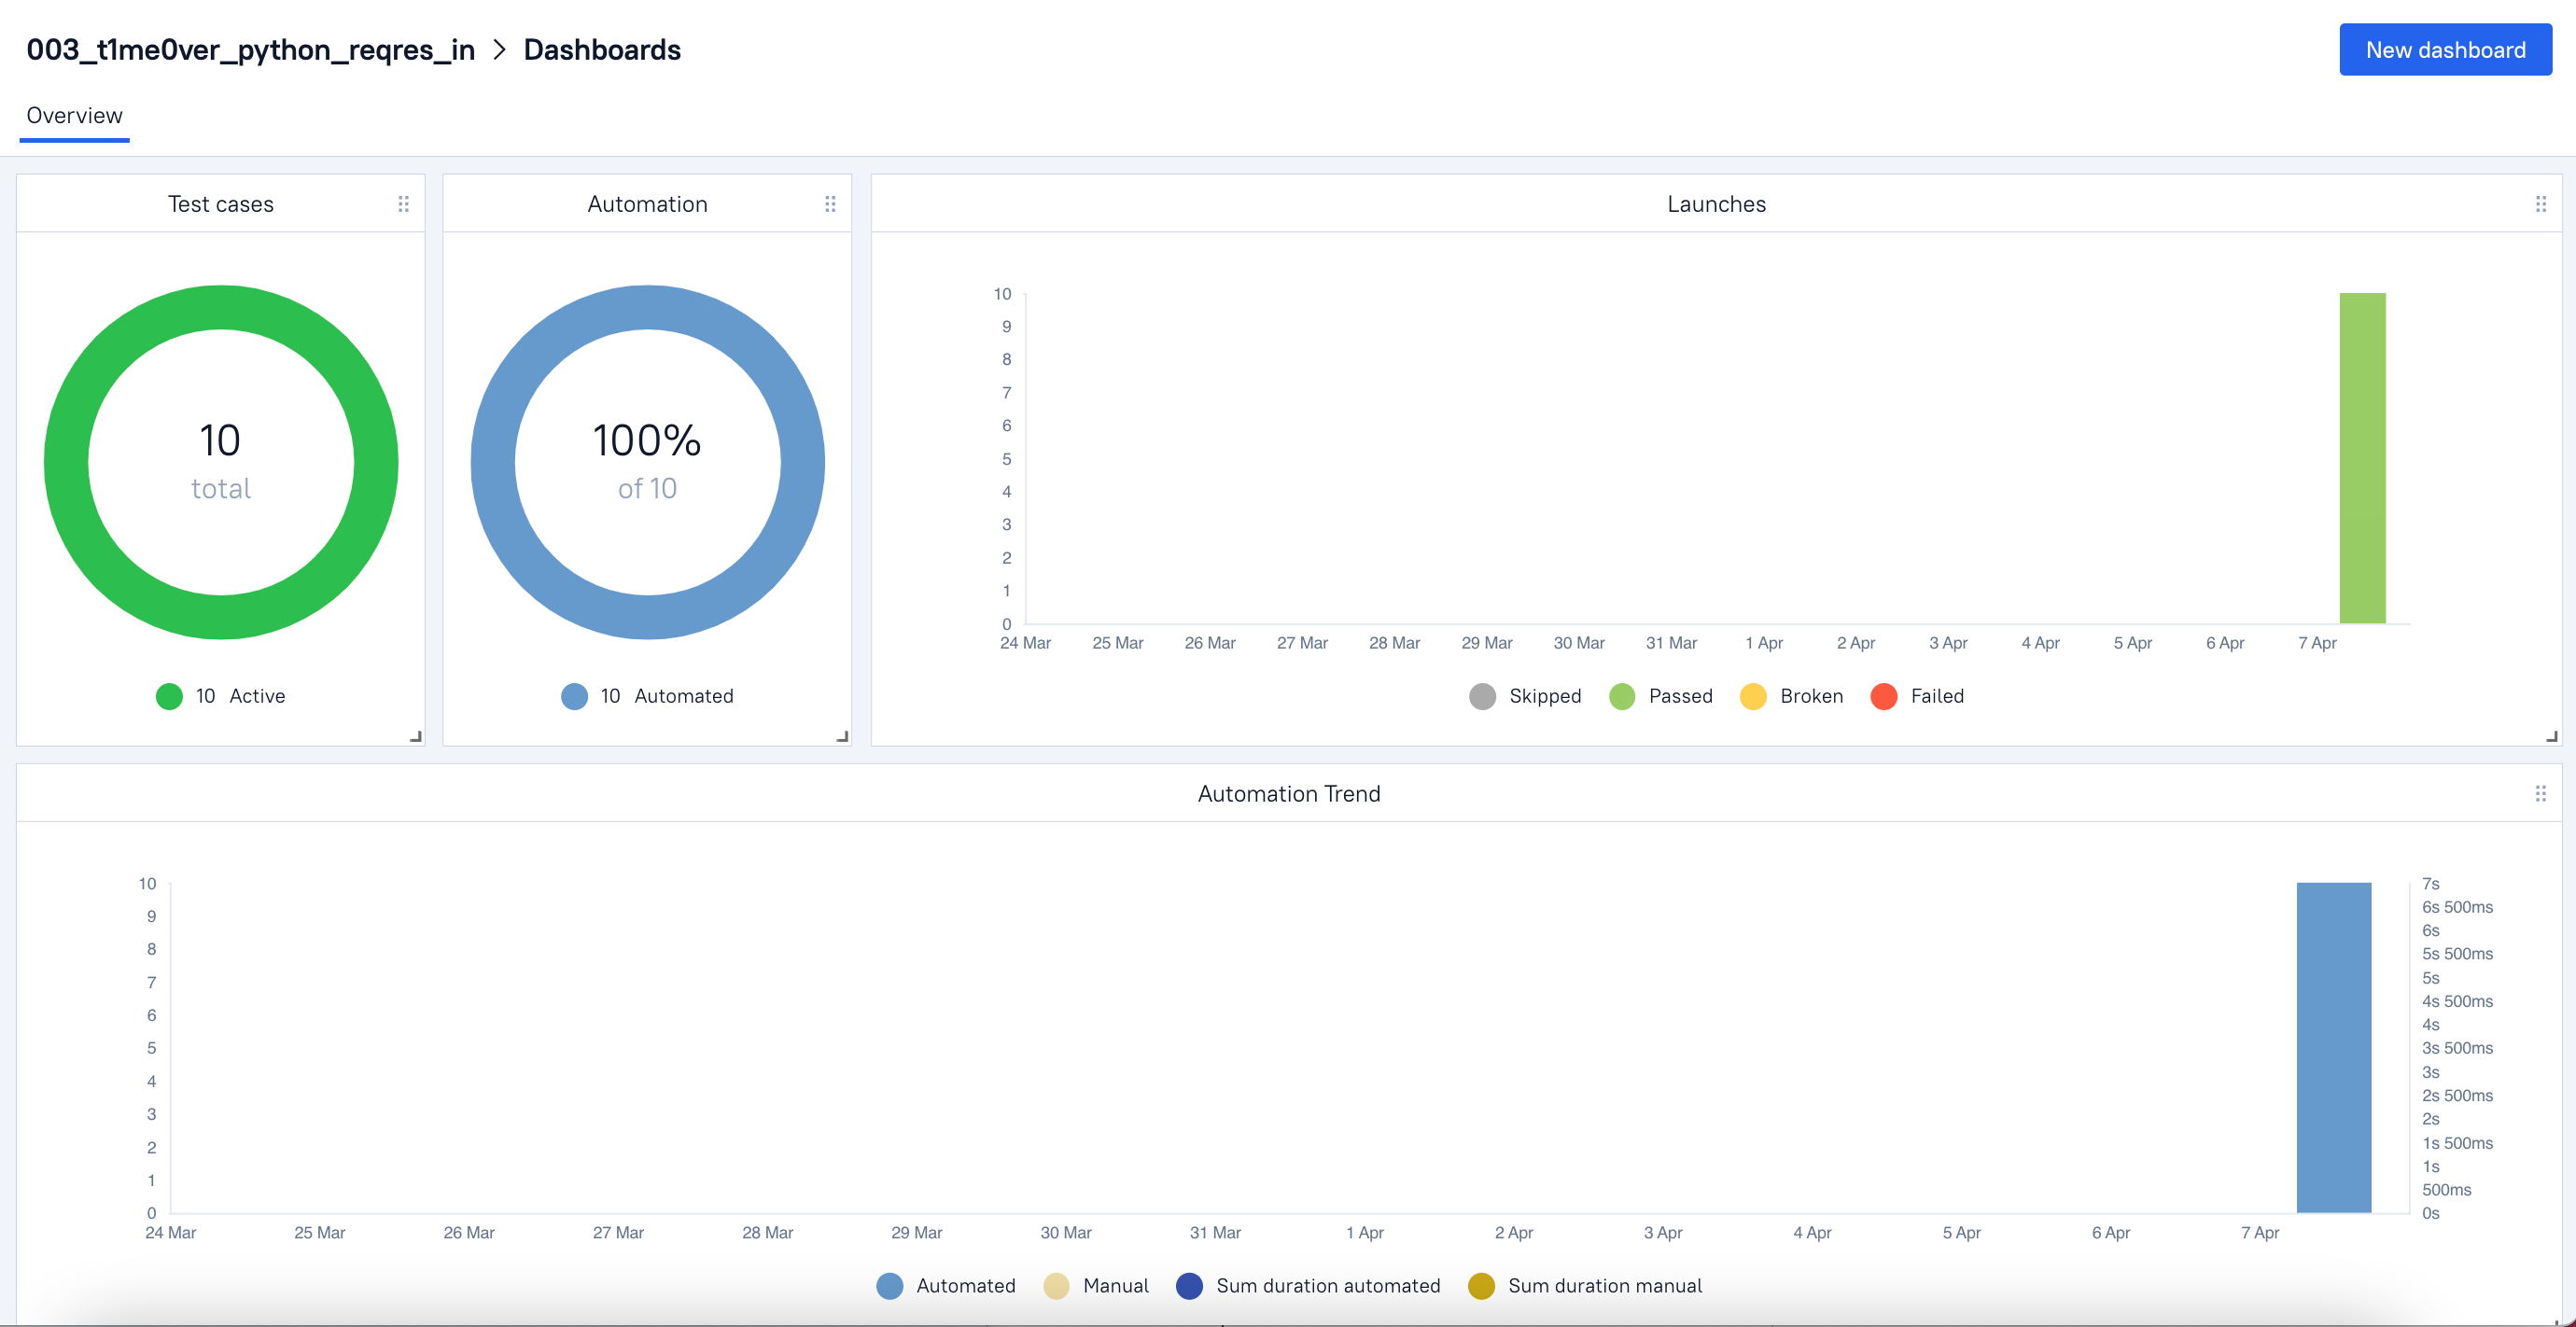 003_t1me0ver_python_reqres_in > Dashboards
New dashboard
Overview
Test cases
10
total
10 Active
Automation
100%
of 10
10 Automated
Launches
10
9
8
7
6
5
4
3
2
1
0
24 Mar 25 Mar 26 Mar 27 Mar 28 Mar 29 Mar 30 Mar 31 Mar 1 Apr 2 Apr 3 Apr 4 Apr 5 Apr 6 Apr 7 Apr
Skipped Passed Broken Failed
Automation Trend
10
9
8
7
6
5
4
3
2
1
0
7s
6s 500ms
6s
5s 500ms
5s
4s 500ms
4s
3s 500ms
3s
2s 500ms
2s
1s 500ms
1s
500ms
0s
24 Mar 25 Mar 26 Mar 27 Mar 28 Mar 29 Mar 30 Mar 31 Mar 1 Apr 2 Apr 3 Apr 4 Apr 5 Apr 6 Apr 7 Apr
Automated Manual Sum duration automated Sum duration manual